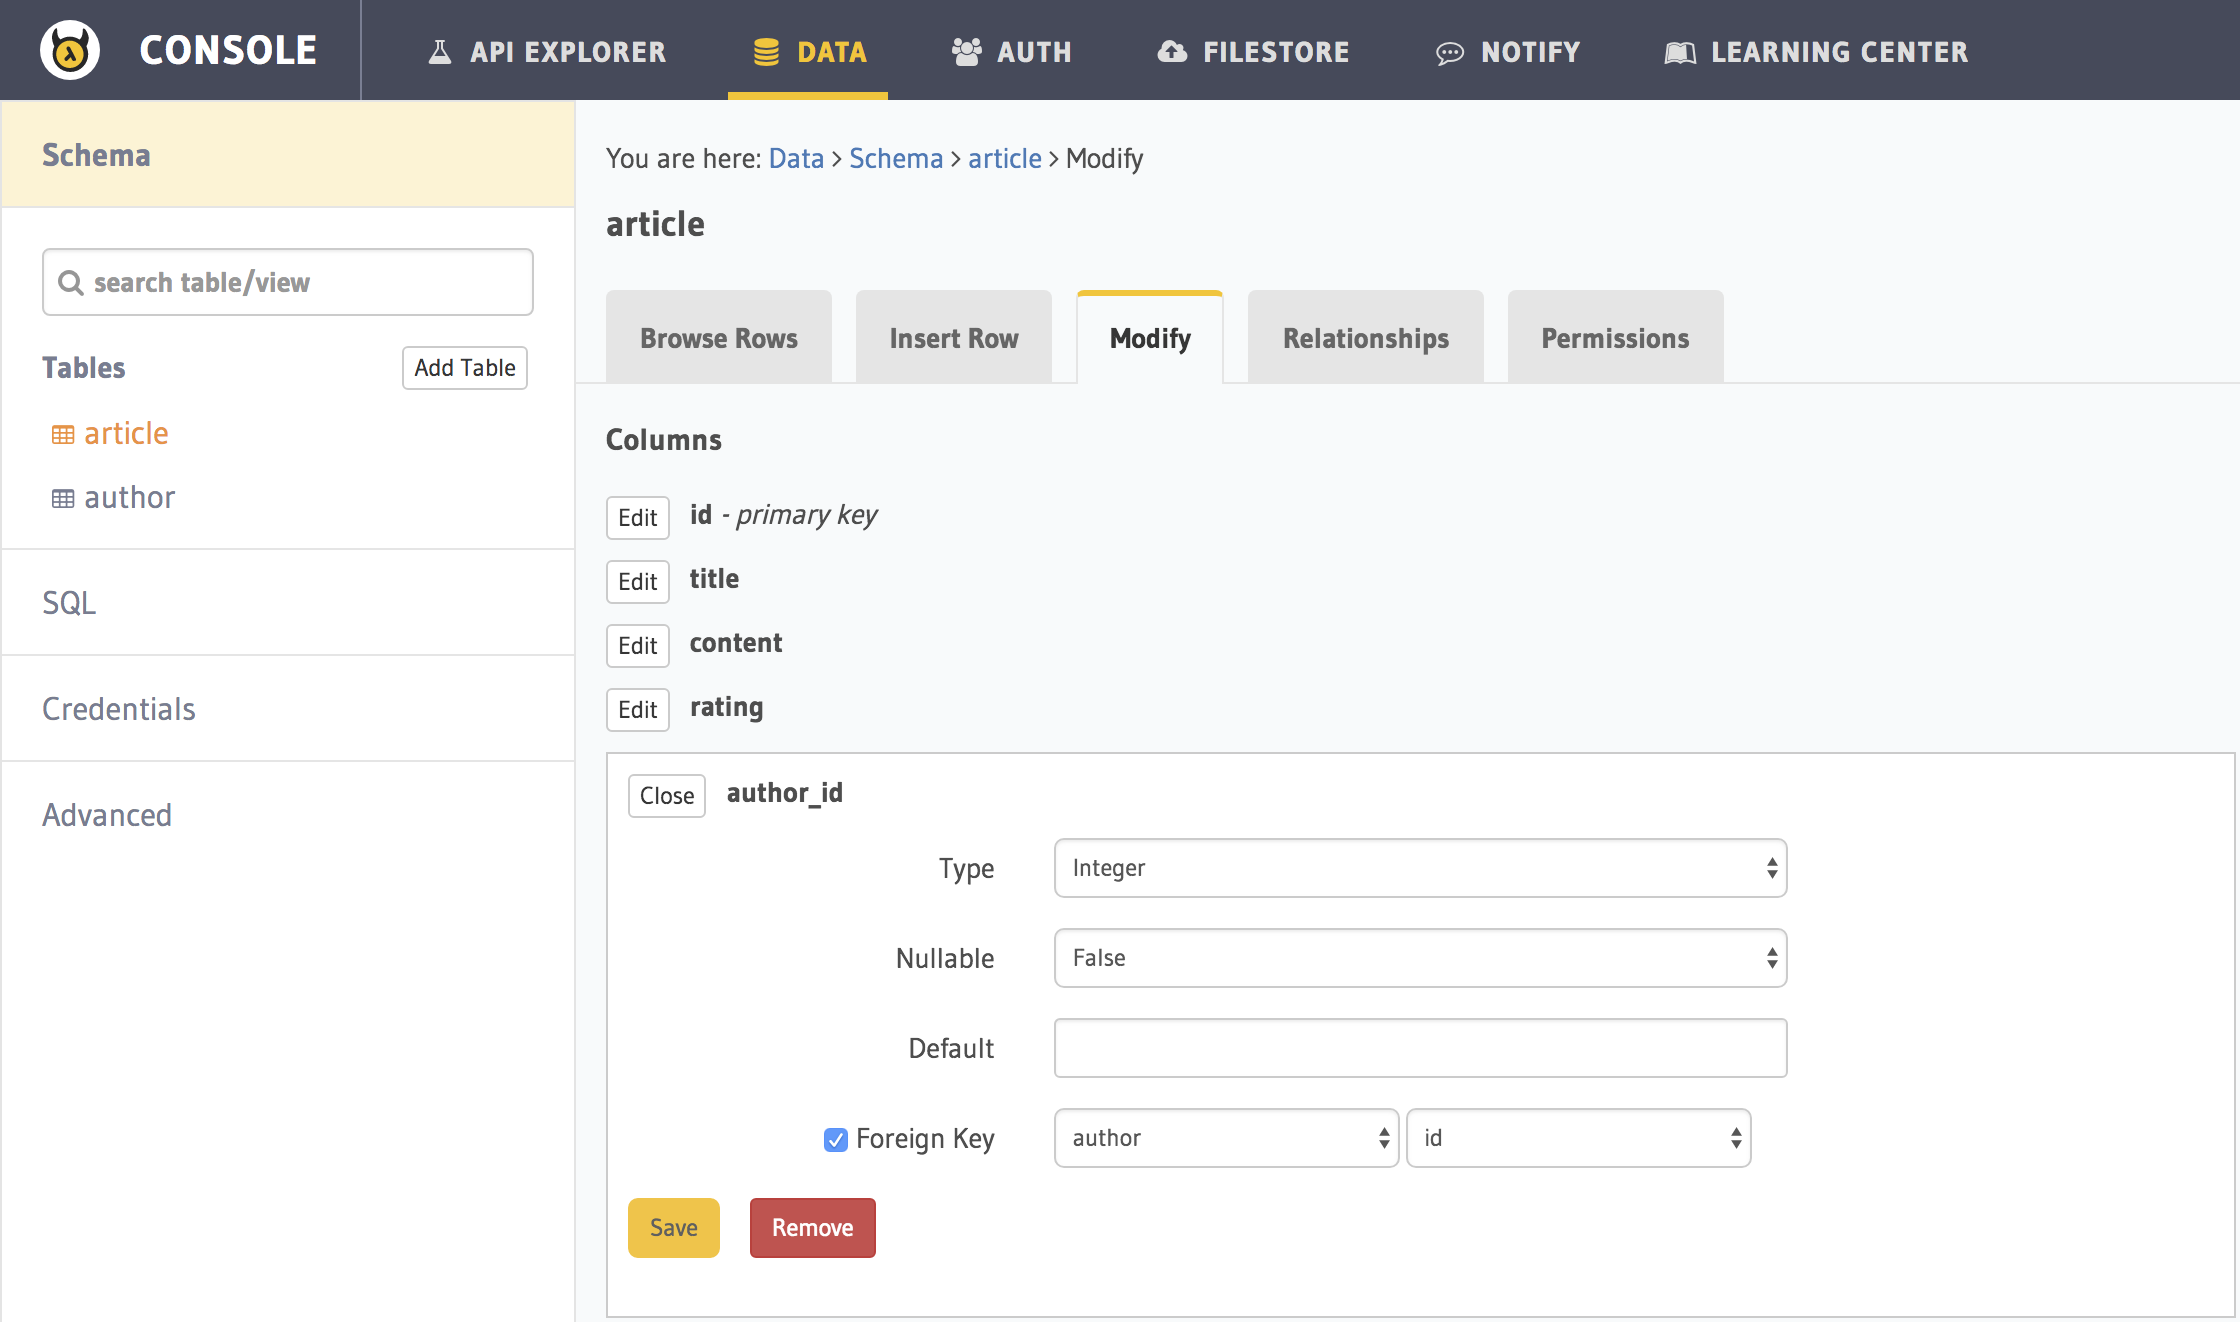 CONSOLE
API EXPLORER
DATA
AUTH
FILESTORE
NOTIFY
LEARNING CENTER
Schema
search table/view
Tables
Add Table
article
author
SQL
Credentials
Advanced
You are here: Data > Schema > article > Modify
article
Browse Rows
Insert Row
Modify
Relationships
Permissions
Columns
Edit id - primary key
Edit title
Edit content
Edit rating
Close author_id
Type Integer
Nullable False
Default
Foreign Key author id
Save Remove